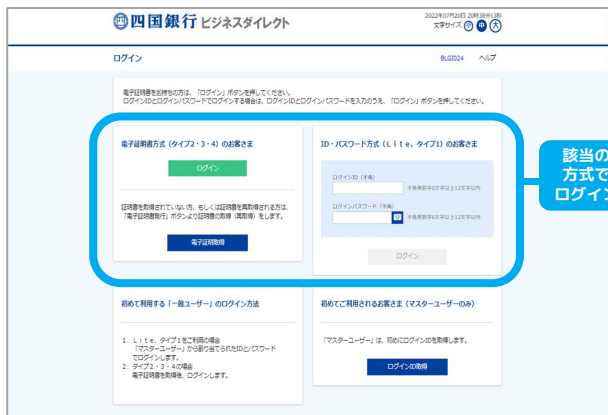 四国銀行 ビジネスダイレクト
2022年07月20日 20時38分11秒
文字サイズ 小 中 大
ログイン
BLGI024 ヘルプ
電子証明書をお持ちの方は、「ログイン」ボタンを押してください。
ログインIDとログインパスワードでログインする場合は、ログインIDとログインパスワードを入力のうえ、「ログイン」ボタンを押してください。
電子証明書方式（タイプ2・3・4）のお客さま
ログイン
証明書を取得されていない方、もしくは証明書を再取得される方は、
「電子証明書発行」ボタンより証明書の取得（再取得）をします。
電子証明取得
ID・パスワード方式（Ｌｉｔｅ、タイプ1）のお客さま
ログインID（半角）
半角英数字6文字以上12文字以内
ログインパスワード（半角）
半角英数字6文字以上12文字以内
ログイン
該当の
方式で
ログイン
初めて利用する「一般ユーザー」のログイン方法
1. Ｌｉｔｅ、タイプ1をご利用の場合
「マスターユーザー」から割り当てられたIDとパスワード
でログインします。
2. タイプ2・3・4の場合
電子証明書を取得後、ログインします。
初めてご利用されるお客さま（マスターユーザーのみ）
「マスターユーザー」は、初めにログインIDを取得します。
ログインID取得